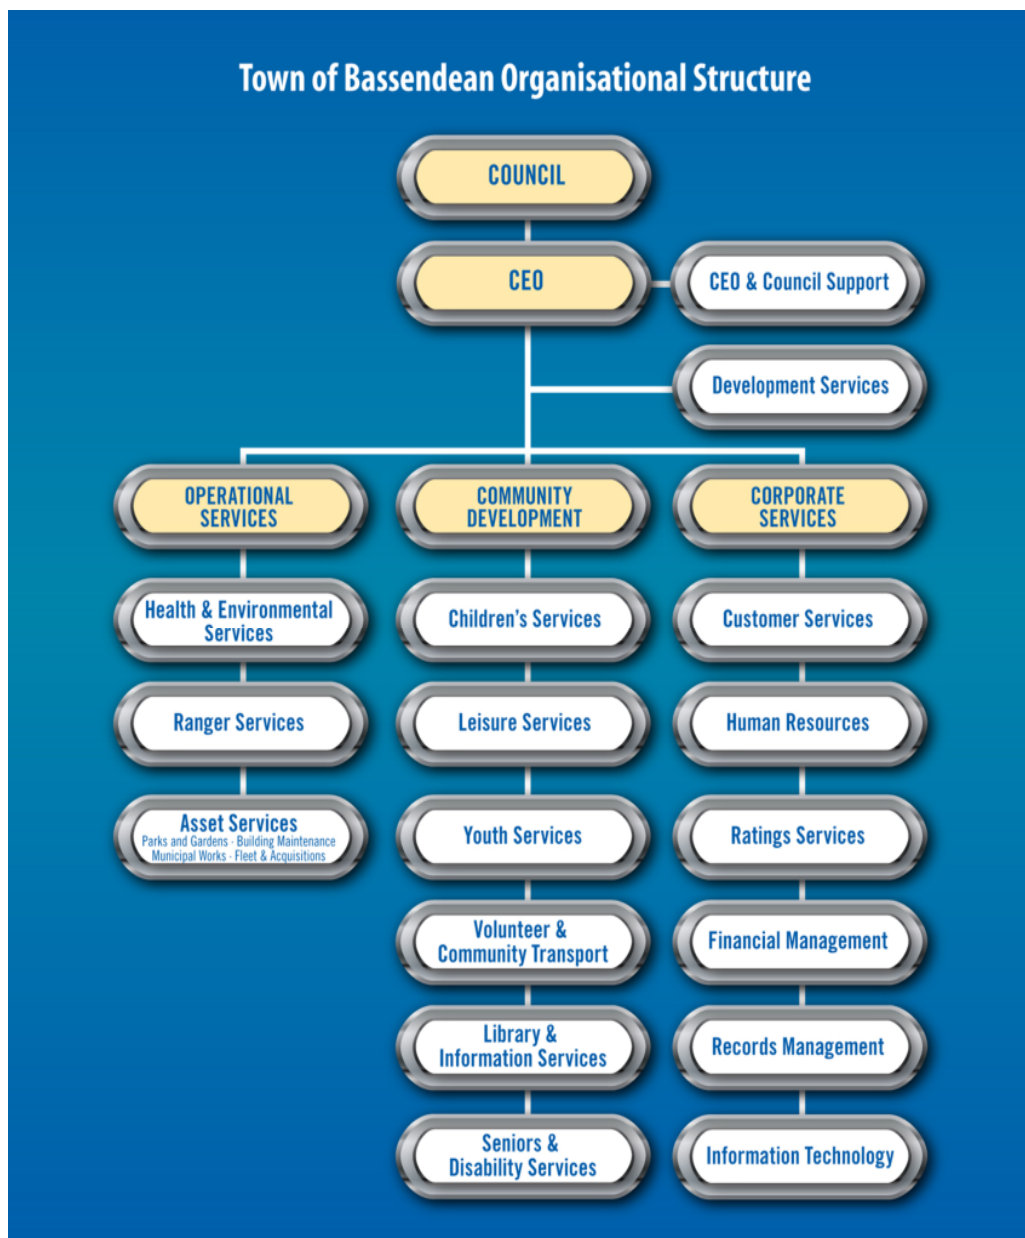 Town of Bassendean Organisational Structure
COUNCIL
CEO
CEO & Council Support
Development Services
OPERATIONAL
SERVICES
COMMUNITY
DEVELOPMENT
CORPORATE
SERVICES
Health & Environmental
Services
Children's Services
Customer Services
Ranger Services
Leisure Services
Human Resources
Asset Services
Parks and Gardens · Building Maintenance
Municipal Works · Fleet & Acquisitions
Youth Services
Ratings Services
Volunteer &
Community Transport
Financial Management
Library &
Information Services
Records Management
Seniors &
Disability Services
Information Technology